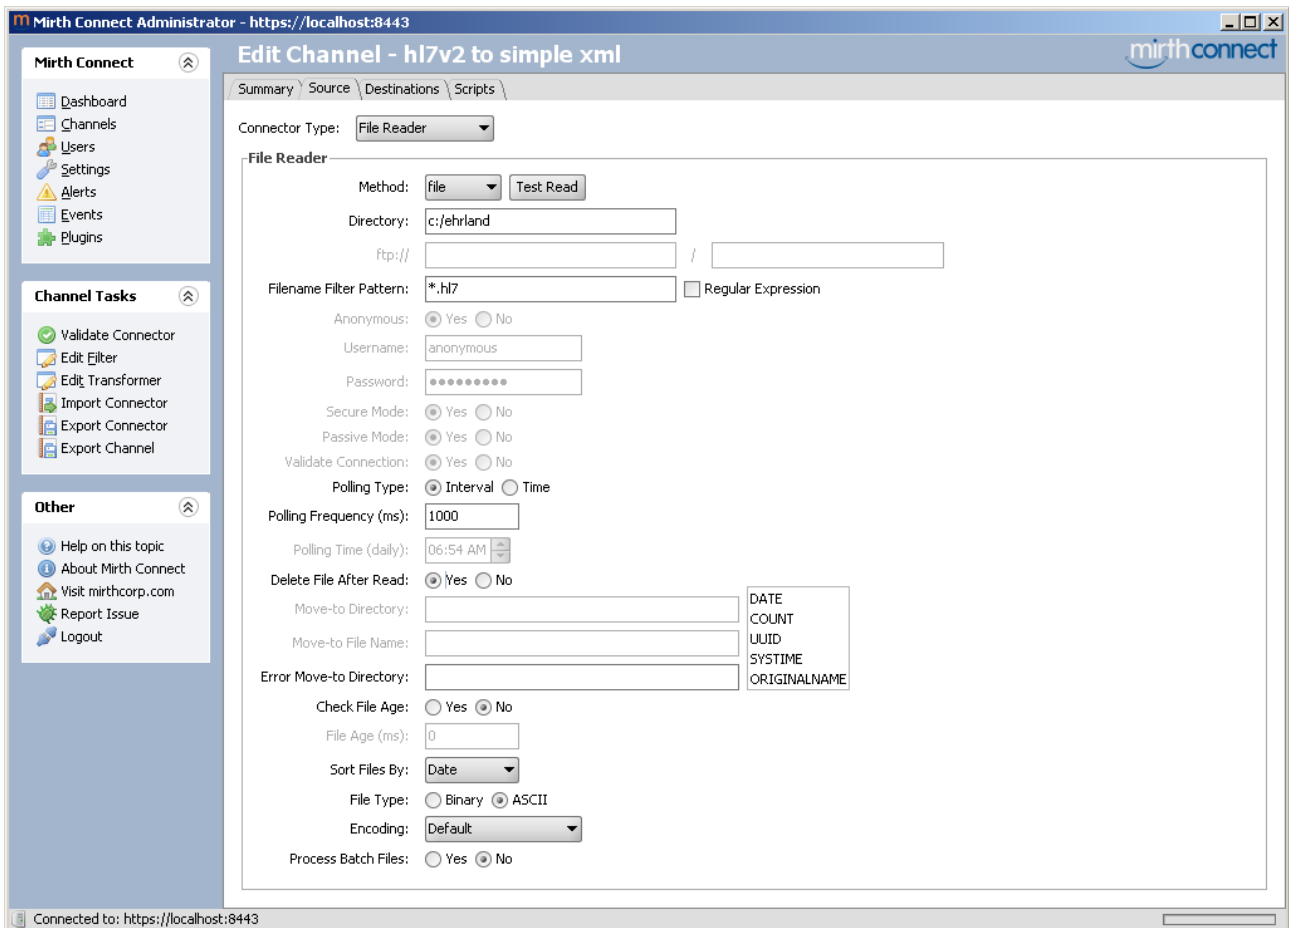 Mirth Connect Administrator - https://localhost:8443
Mirth Connect
Dashboard
Channels
Users
Settings
Alerts
Events
Plugins
Channel Tasks
Validate Connector
Edit Filter
Edit Transformer
Import Connector
Export Connector
Export Channel
Other
Help on this topic
About Mirth Connect
Visit mirthcorp.com
Report Issue
Logout
Edit Channel - hl7v2 to simple xml
mirthconnect
Summary Source Destinations Scripts
Connector Type: File Reader
File Reader
Method: file Test Read
Directory: c:/ehrland
ftp:// /
Filename Filter Pattern: *.hl7 Regular Expression
Anonymous: Yes No
Username: anonymous
Password: •••••••••
Secure Mode: Yes No
Passive Mode: Yes No
Validate Connection: Yes No
Polling Type: Interval Time
Polling Frequency (ms): 1000
Polling Time (daily): 06:54 AM
Delete File After Read: Yes No
Move-to Directory:
Move-to File Name:
Error Move-to Directory:
DATE
COUNT
UUID
SYSTIME
ORIGINALNAME
Check File Age: Yes No
File Age (ms): 0
Sort Files By: Date
File Type: Binary ASCII
Encoding: Default
Process Batch Files: Yes No
Connected to: https://localhost:8443